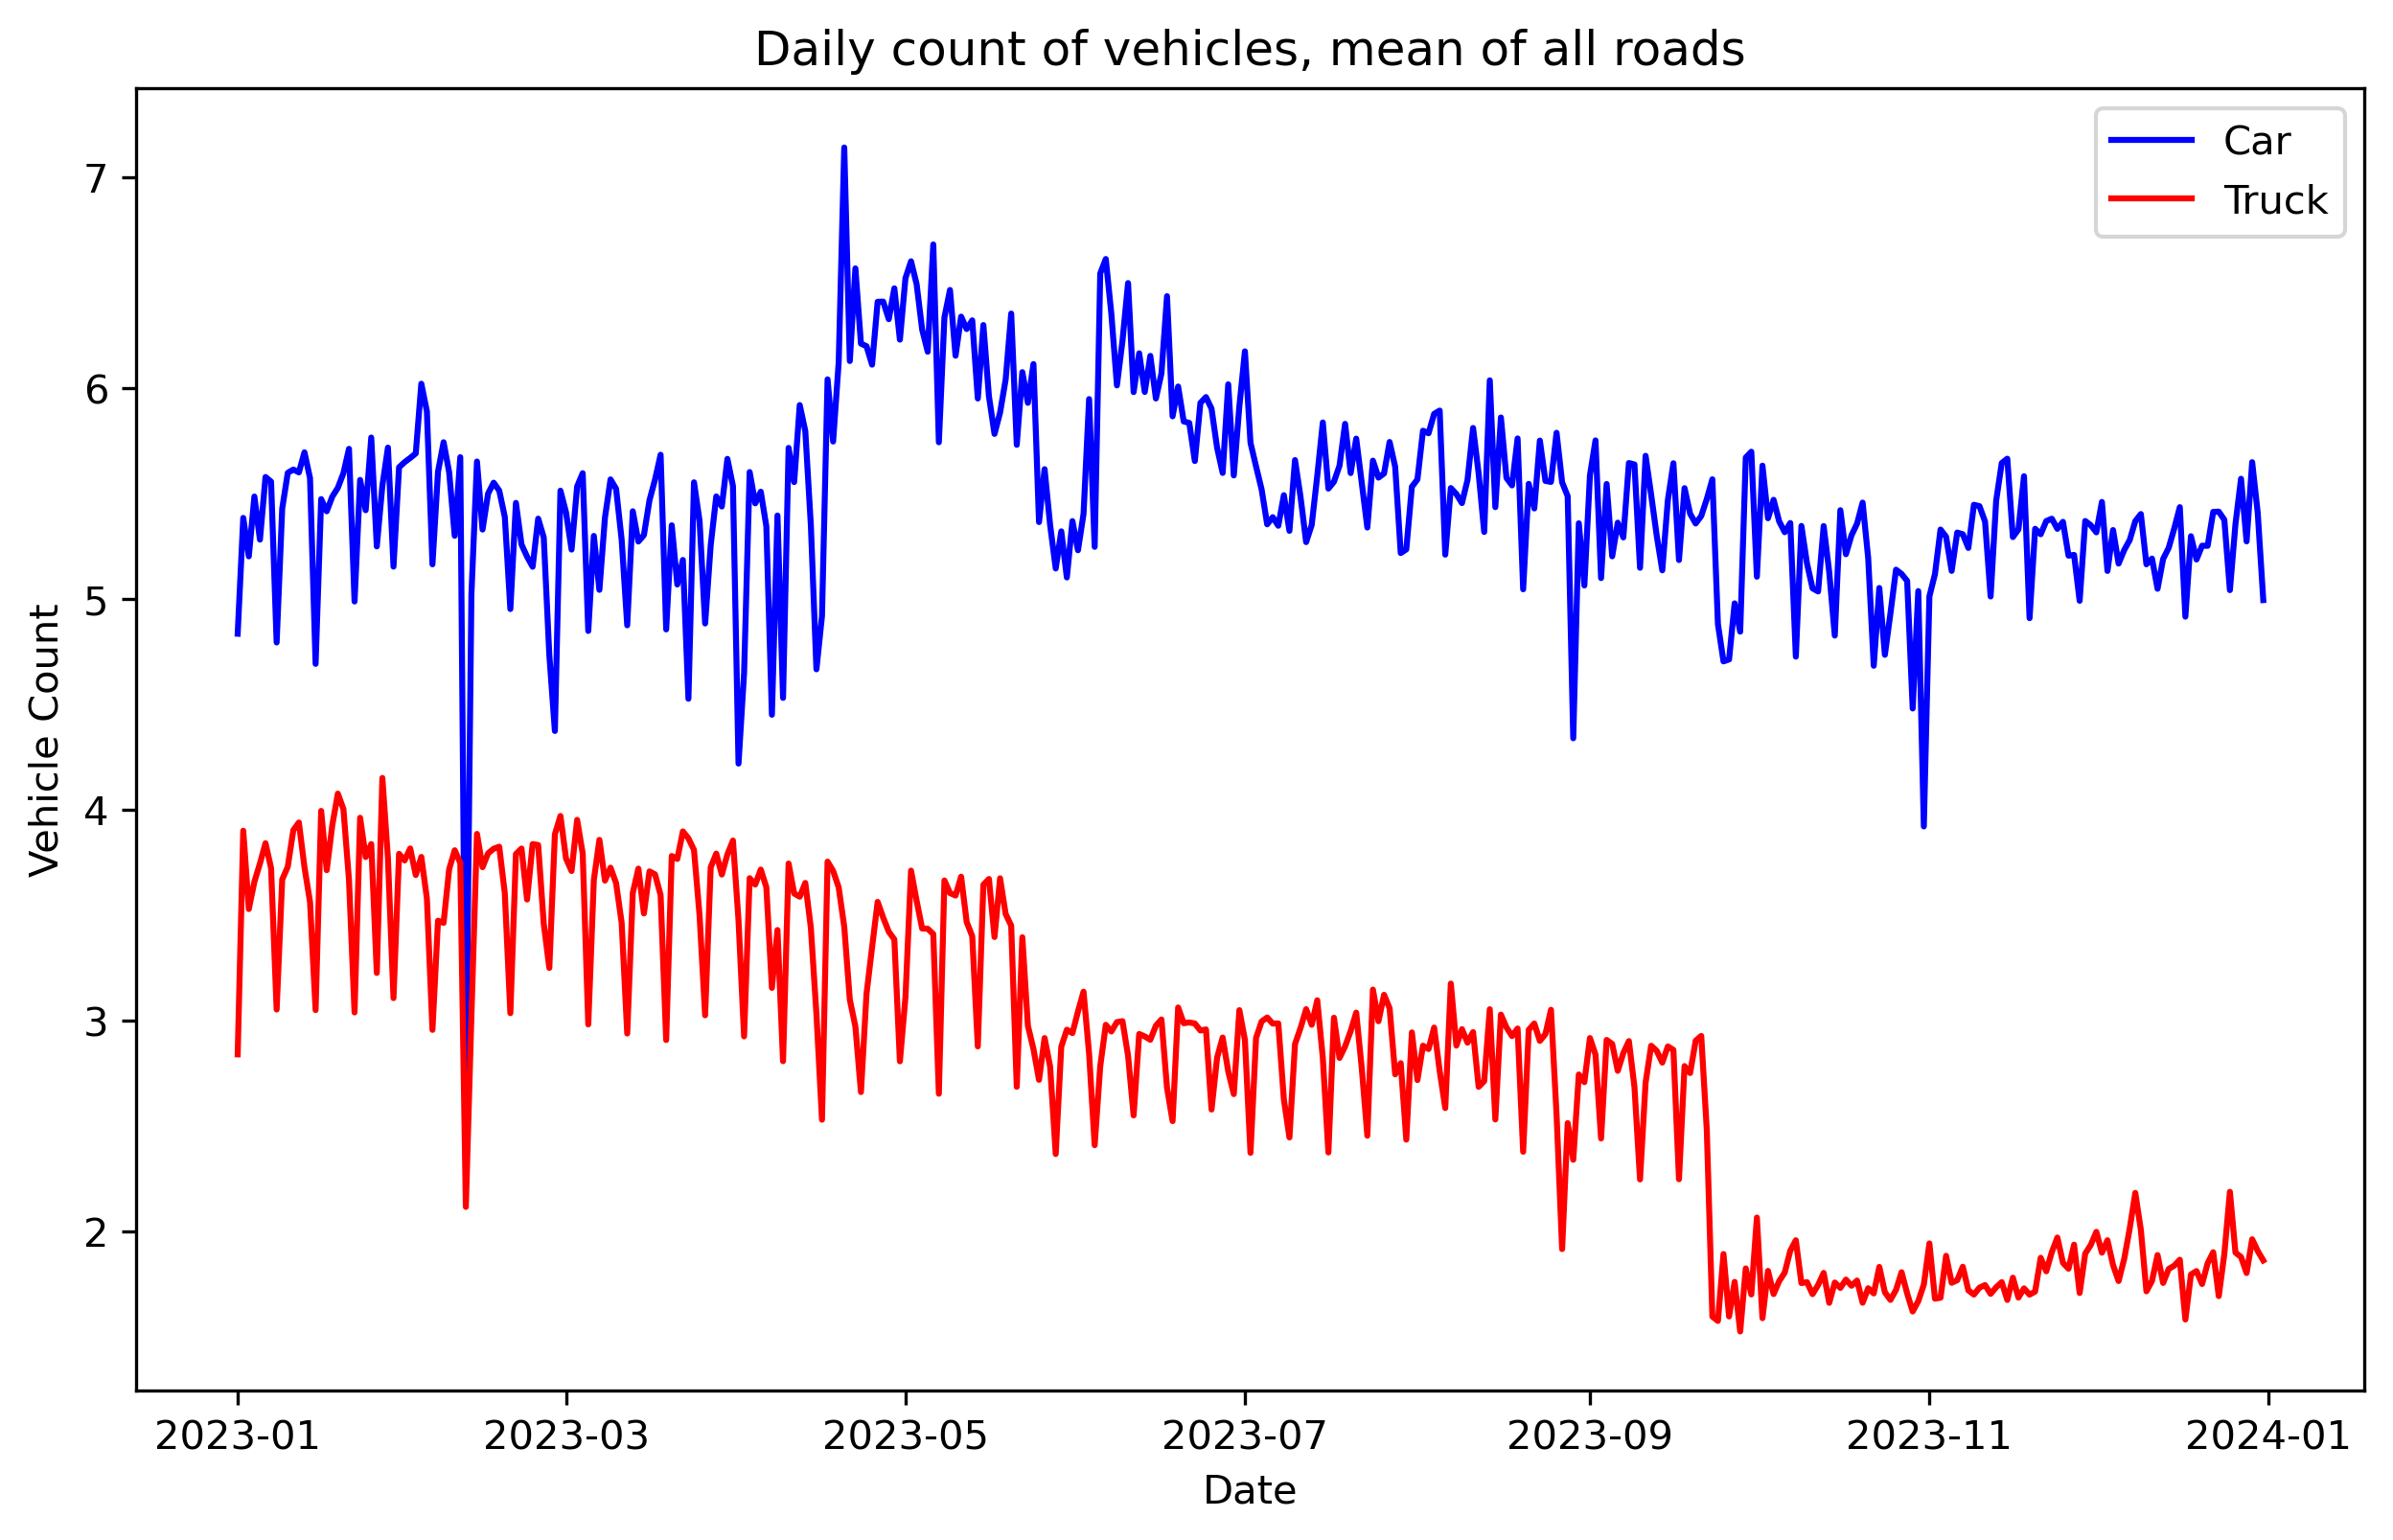 Daily count of vehicles, mean of all roads
Car
Truck
7
6
5
4
3
2
Vehicle Count
2023-01 2023-03 2023-05 2023-07 2023-09 2023-11 2024-01
Date